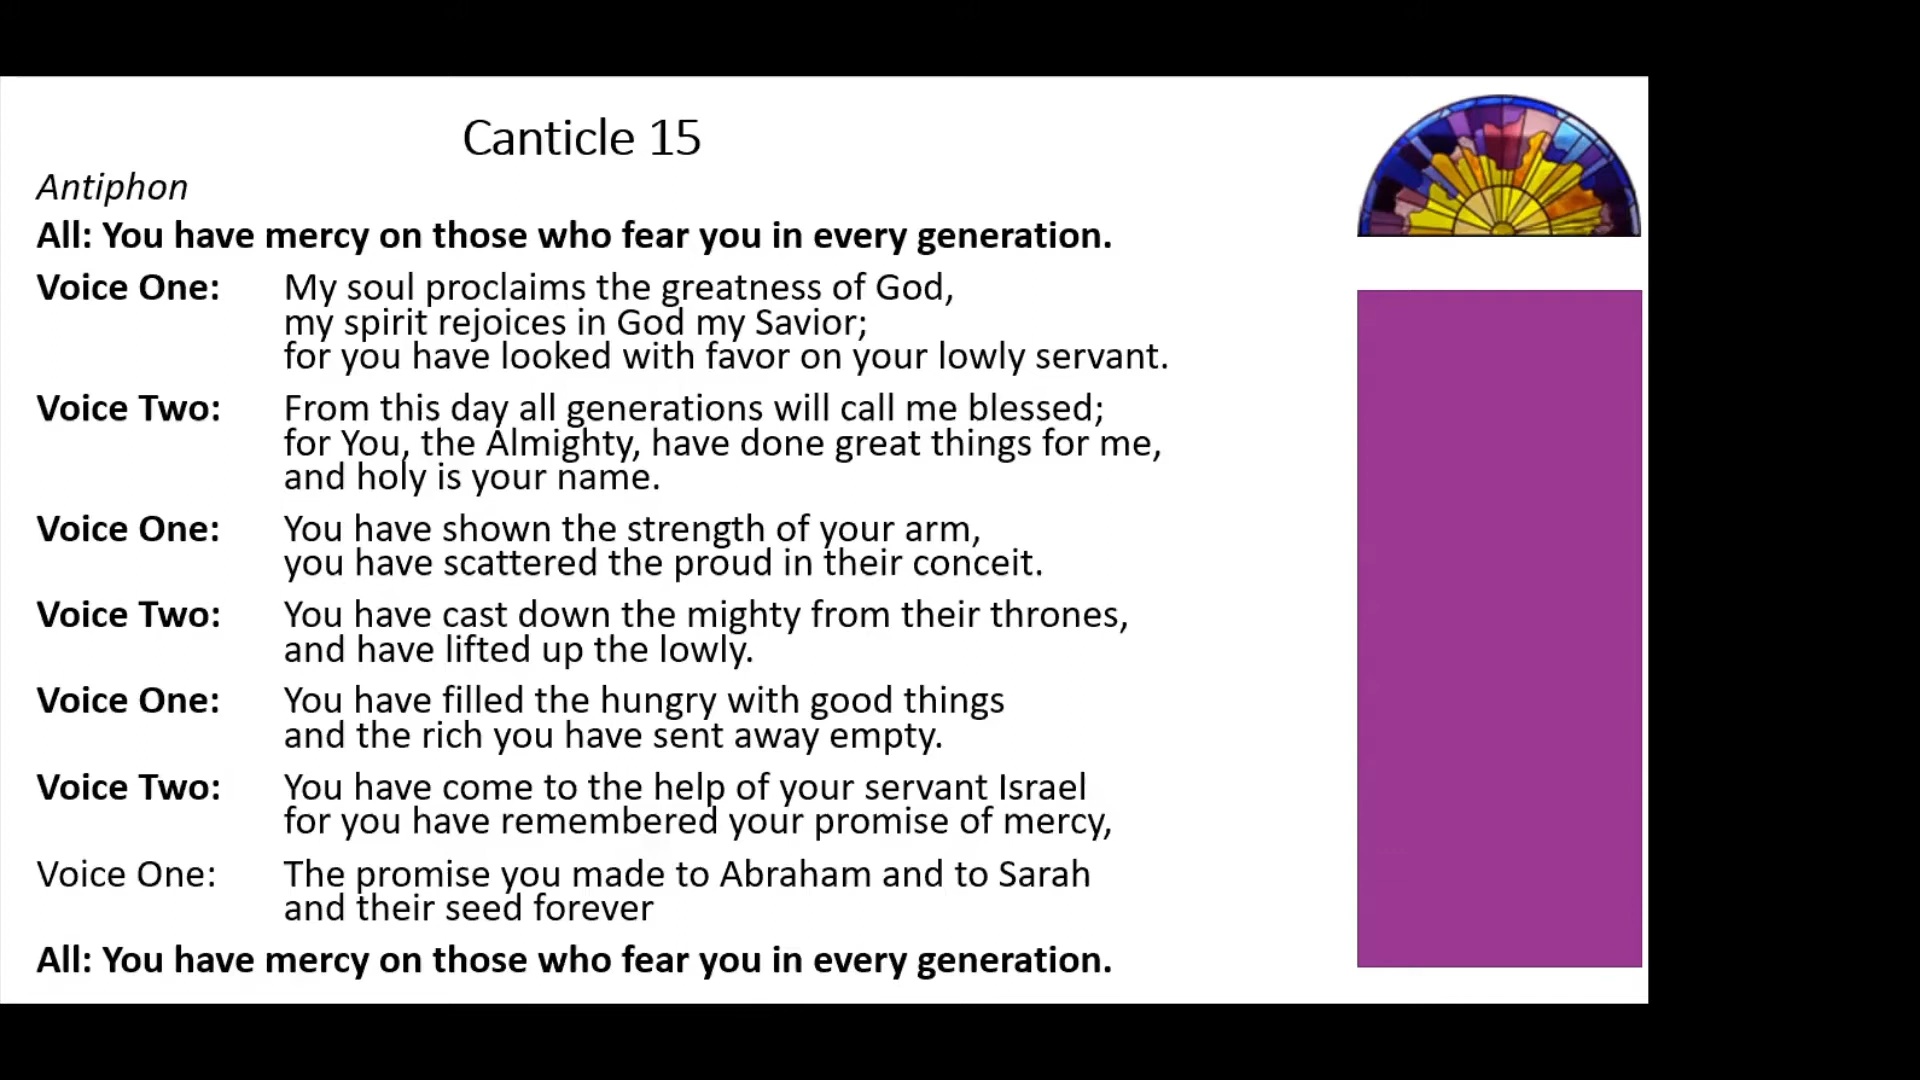 Canticle 15
Antiphon
All: You have mercy on those who fear you in every generation.
Voice One: My soul proclaims the greatness of God,
my spirit rejoices in God my Savior;
for you have looked with favor on your lowly servant.
Voice Two: From this day all generations will call me blessed;
for You, the Almighty, have done great things for me,
and holy is your name.
Voice One: You have shown the strength of your arm,
you have scattered the proud in their conceit.
Voice Two: You have cast down the mighty from their thrones,
and have lifted up the lowly.
Voice One: You have filled the hungry with good things
and the rich you have sent away empty.
Voice Two: You have come to the help of your servant Israel
for you have remembered your promise of mercy,
Voice One: The promise you made to Abraham and to Sarah
and their seed forever
All: You have mercy on those who fear you in every generation.